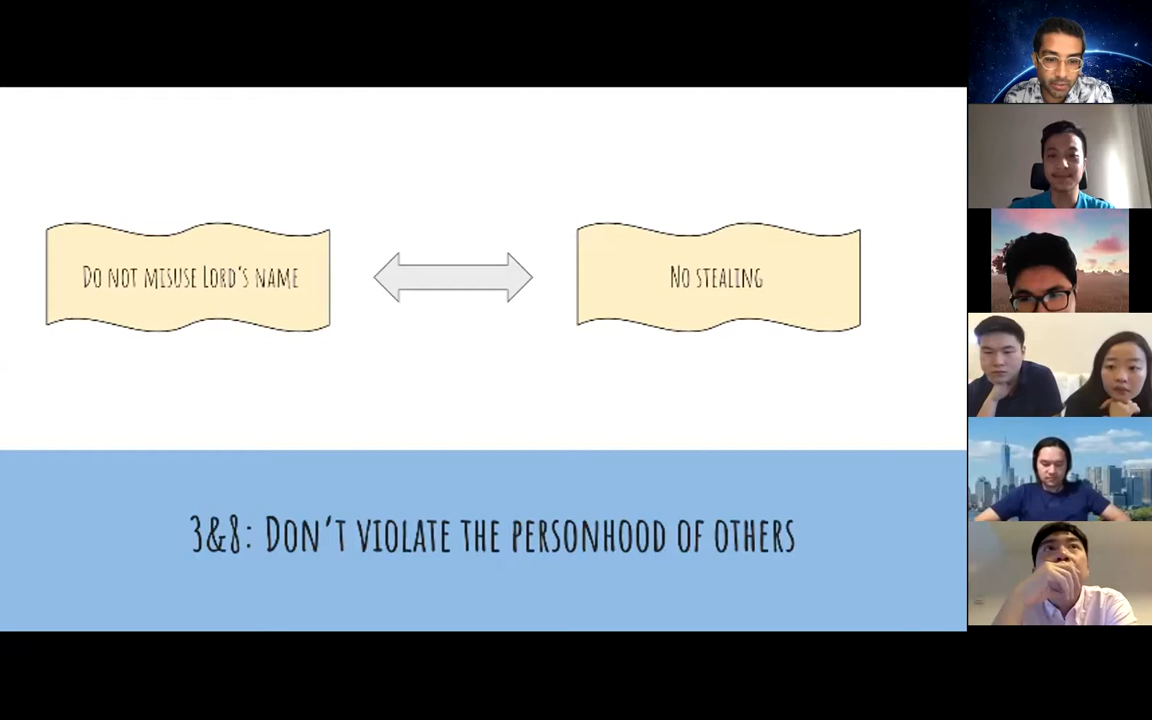 Do not misuse Lord's name
No stealing
3&8: Don't violate the personhood of others